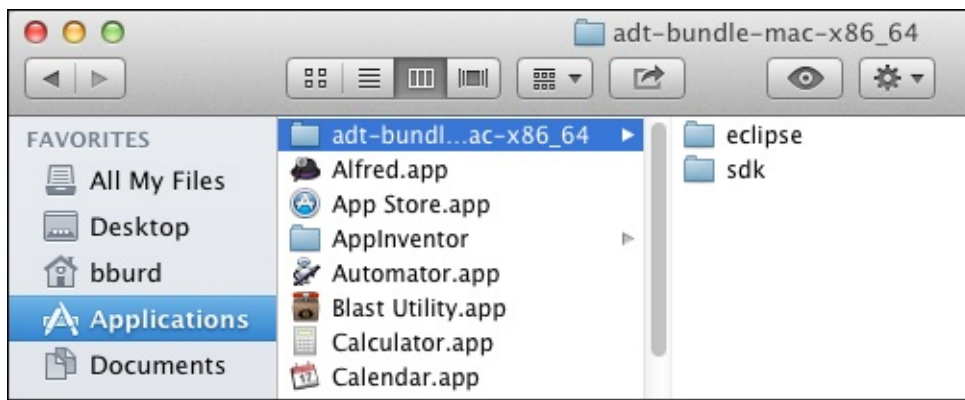 adt-bundle-mac-x86_64
FAVORITES
All My Files
Desktop
bburd
Applications
Documents
adt-bundl...ac-x86_64
Alfred.app
App Store.app
AppInventor
Automator.app
Blast Utility.app
Calculator.app
Calendar.app
eclipse
sdk